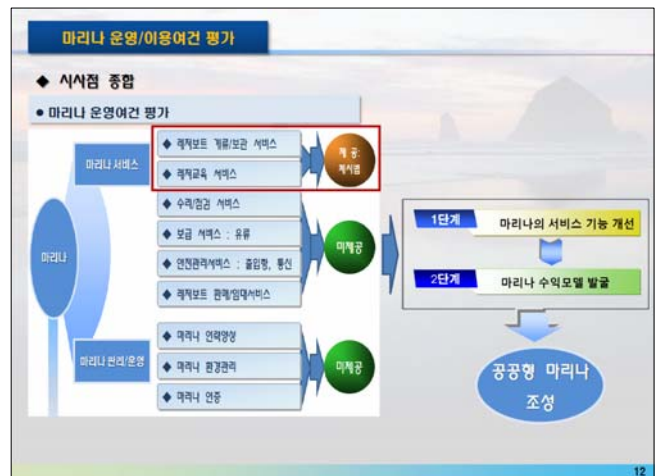 마리나 운영/이용여건 평가
◆ 시사점 종합
● 마리나 운영여건 평가
마리나
마리나 서비스
◆ 레저보트 계류/보관 서비스
◆ 레저교육 서비스
제 공:
◆ 수리/점검 서비스
◆ 보급 서비스 : 유류
◆ 안전관리서비스 : 출입항, 통신
◆ 레저보트 판매/임대서비스
미제공
마리나 관리/운영
◆ 마리나 인력양성
◆ 마리나 환경관리
◆ 마리나 인증
미제공
1단계 마리나의 서비스 기능 개선
2단계 마리나 수익모델 발굴
공공형 마리나
조성
12